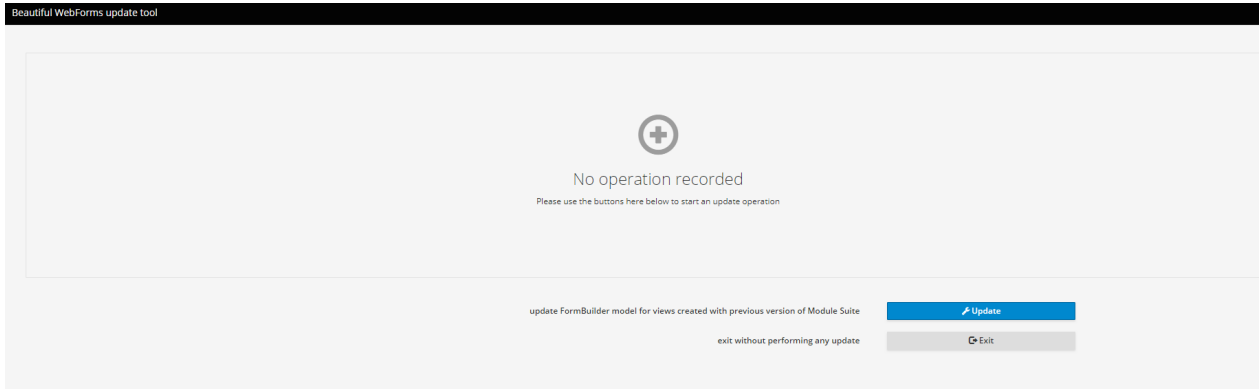 Beautiful WebForms update tool
No operation recorded
Please use the buttons here below to start an update operation
update FormBuilder model for views created with previous version of Module Suite
Update
exit without performing any update
Exit